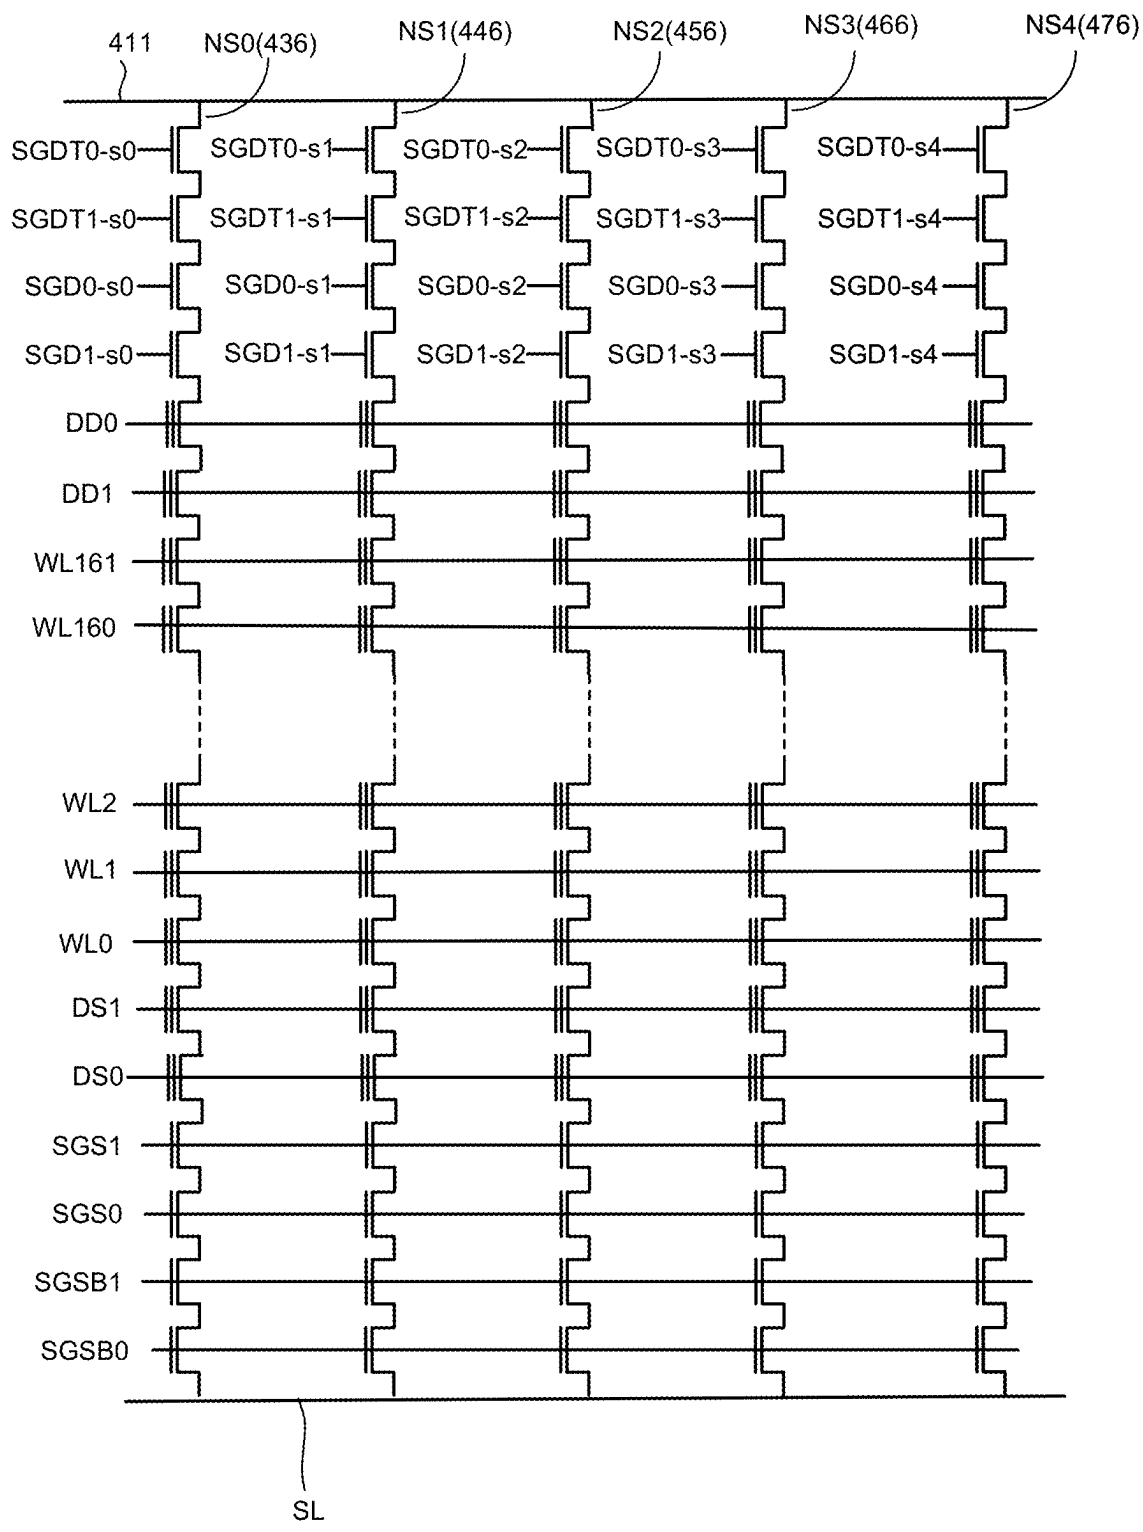 411 NS0(436) NS1(446) NS2(456) NS3(466) NS4(476)
SGDT0-s0 SGDT0-s1 SGDT0-s2 SGDT0-s3 SGDT0-s4
SGDT1-s0 SGDT1-s1 SGDT1-s2 SGDT1-s3 SGDT1-s4
SGD0-s0 SGD0-s1 SGD0-s2 SGD0-s3 SGD0-s4
SGD1-s0 SGD1-s1 SGD1-s2 SGD1-s3 SGD1-s4
DD0
DD1
WL161
WL160
WL2
WL1
WL0
DS1
DS0
SGS1
SGS0
SGSB1
SGSB0
SL